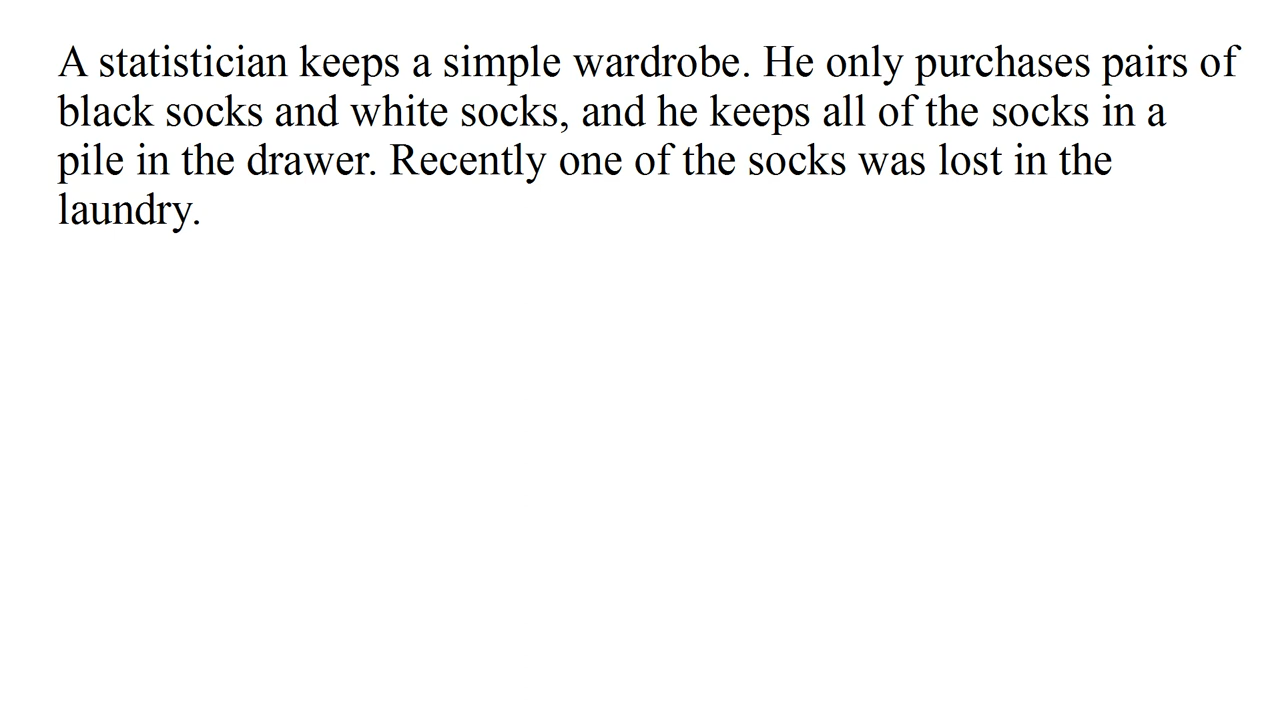 A statistician keeps a simple wardrobe. He only purchases pairs of
black socks and white socks, and he keeps all of the socks in a
pile in the drawer. Recently one of the socks was lost in the
laundry.